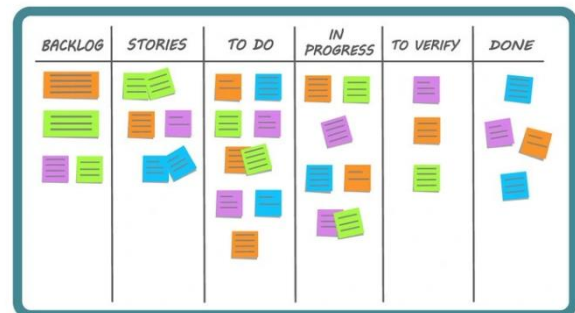 BACKLOG
STORIES
TO DO
IN
PROGRESS
TO VERIFY
DONE